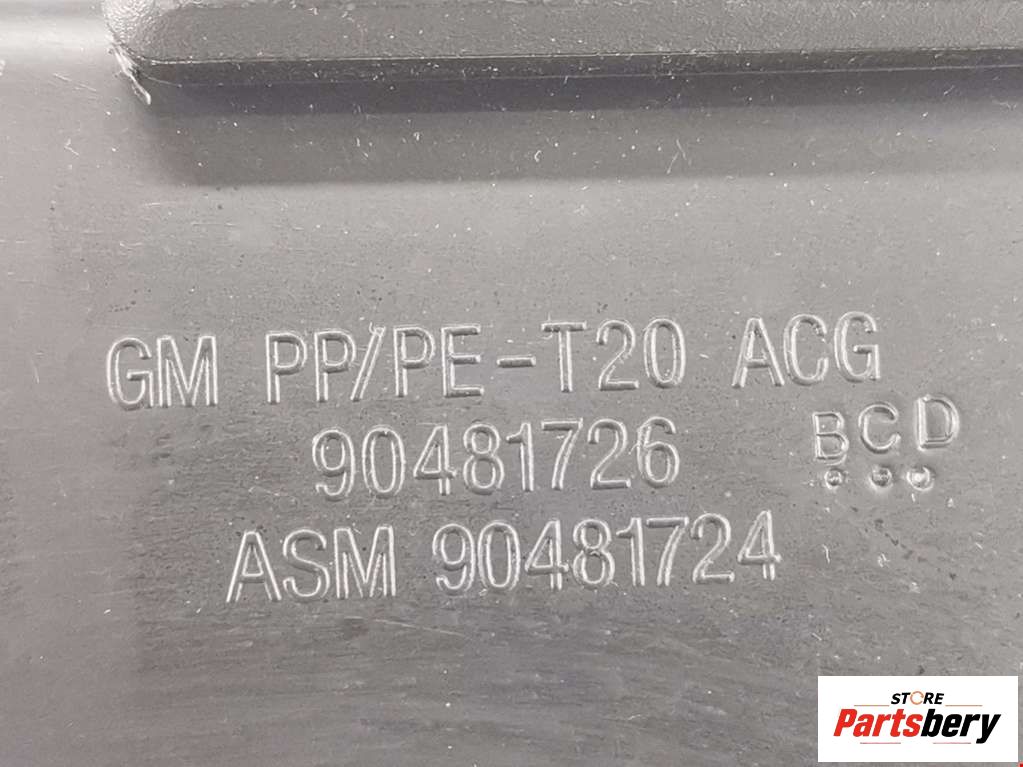 GM PP/PE-T20 ACG
90481726
BCD
ASM 90481724
STORE
Partsbery